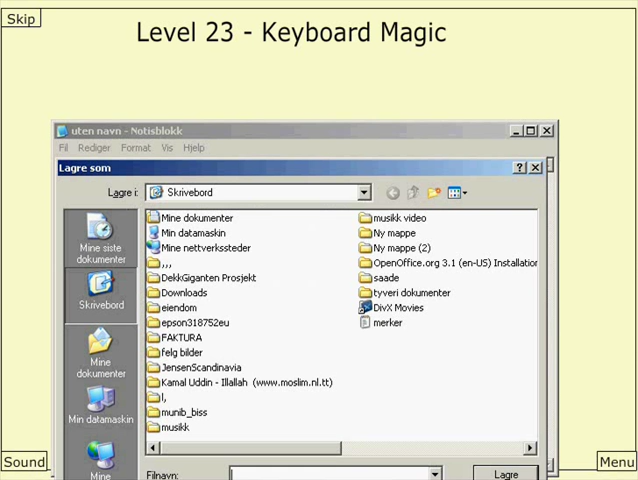 Skip
Level 23 - Keyboard Magic
uten navn - Notisblokk
Fil Rediger Format Vis Hjelp
Lagre som
Lagre i: Skrivebord
Mine siste
dokumenter
Skrivebord
Mine
dokumenter
Min datamaskin
Mine
Mine dokumenter
Min datamaskin
Mine nettverkssteder
,,,
DekkGiganten Prosjekt
Downloads
eiendom
epson318752eu
FAKTURA
felg bilder
JensenScandinavia
Kamal Uddin - Illallah (www.moslim.nl.tt)
l,
munib_biss
musikk
musikk video
Ny mappe
Ny mappe (2)
OpenOffice.org 3.1 (en-US) Installation
saade
tyveri dokumenter
DivX Movies
merker
Filnavn:
Lagre
Sound
Menu